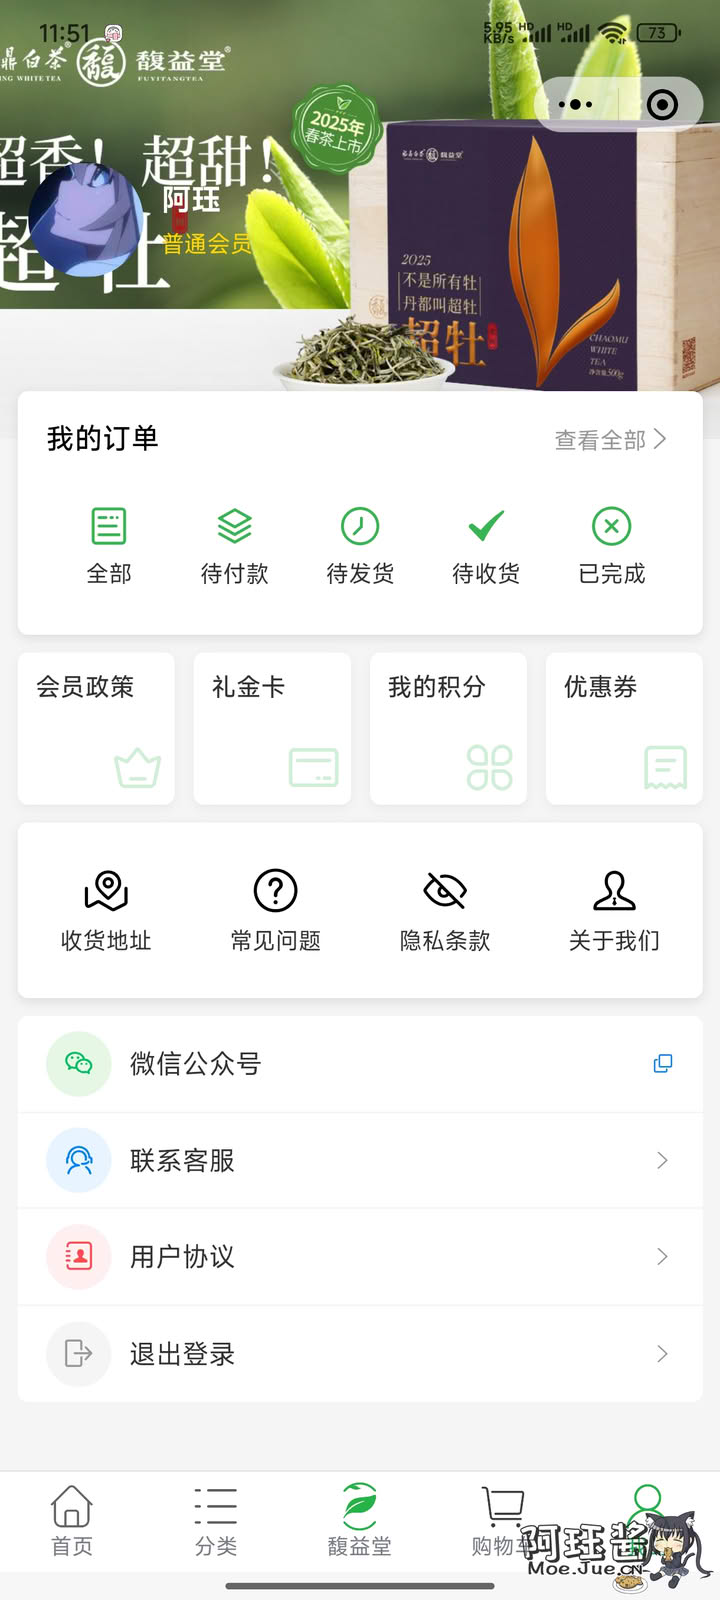 11:51
5.95 KB/s HD HD 73
鼎白茶® 馥 馥益堂®
NG WHITE TEA FUYITANGTEA
2025年
春茶上市
超香！超甜！
阿珏
普通会员
超牡
馥益堂
2025
不是所有牡
丹都叫超牡
超牡
CHAOMU
WHITE
TEA
净含量:500g
我的订单
查看全部
全部 待付款 待发货 待收货 已完成
会员政策 礼金卡 我的积分 优惠券
收货地址 常见问题 隐私条款 关于我们
微信公众号
联系客服
用户协议
退出登录
首页 分类 馥益堂 购物车
阿珏酱
Moe.Jue.CN